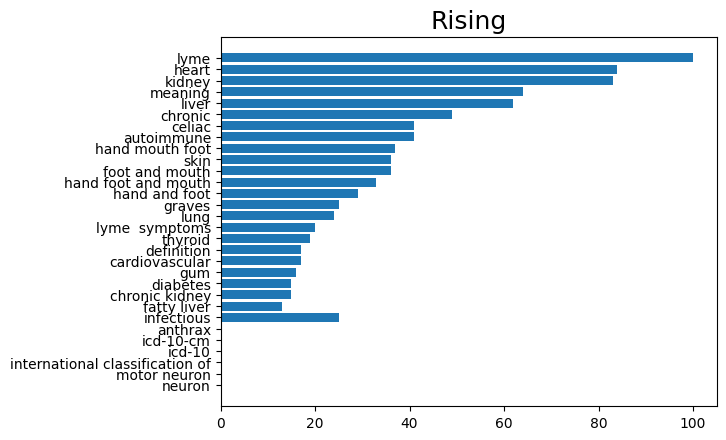 Rising
lyme
heart
kidney
meaning
liver
chronic
celiac
autoimmune
hand mouth foot
skin
foot and mouth
hand foot and mouth
hand and foot
graves
lung
lyme  symptoms
thyroid
definition
cardiovascular
gum
diabetes
chronic kidney
fatty liver
infectious
anthrax
icd-10-cm
icd-10
international classification of
motor neuron
neuron
0 20 40 60 80 100